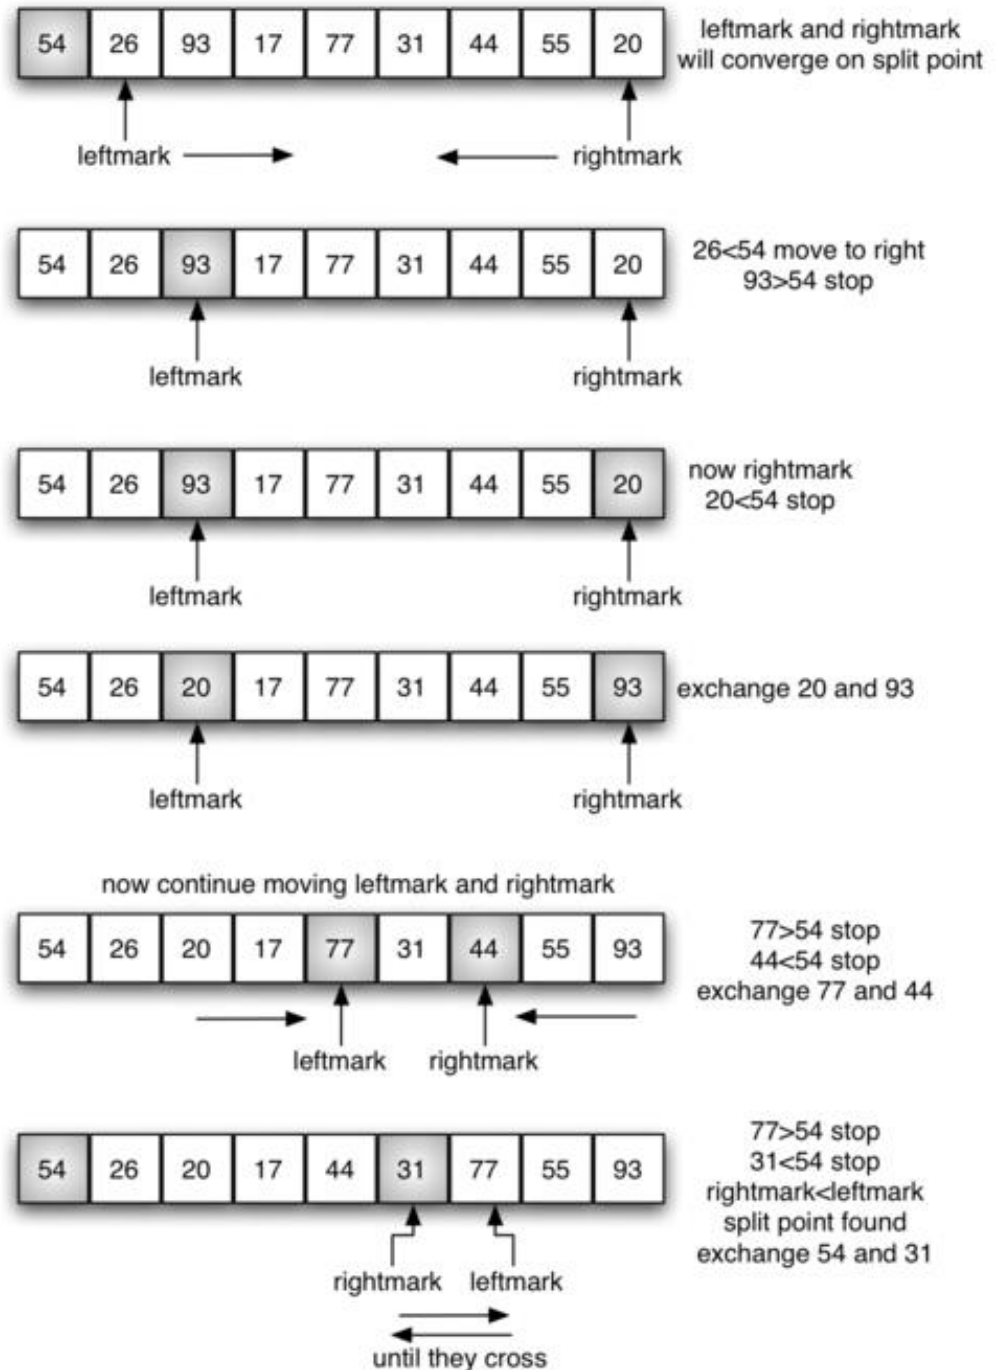 54 26 93 17 77 31 44 55 20
leftmark and rightmark
will converge on split point
leftmark
rightmark
54 26 93 17 77 31 44 55 20
26<54 move to right
93>54 stop
leftmark
rightmark
54 26 93 17 77 31 44 55 20
now rightmark
20<54 stop
leftmark
rightmark
54 26 20 17 77 31 44 55 93
exchange 20 and 93
leftmark
rightmark
now continue moving leftmark and rightmark
54 26 20 17 77 31 44 55 93
77>54 stop
44<54 stop
exchange 77 and 44
leftmark
rightmark
54 26 20 17 44 31 77 55 93
77>54 stop
31<54 stop
rightmark<leftmark
split point found
exchange 54 and 31
rightmark
leftmark
until they cross